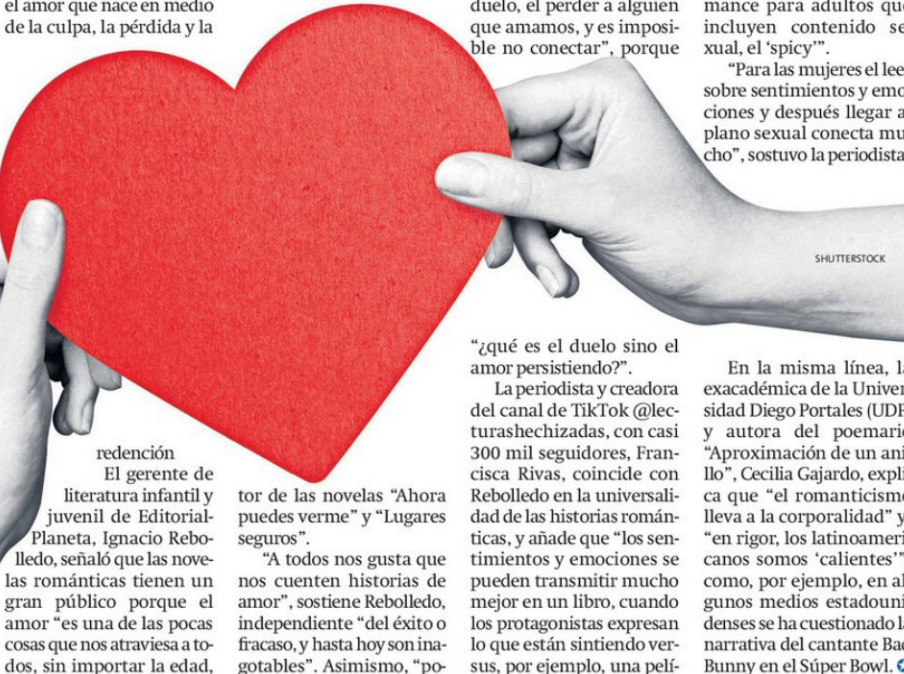 el amor que nace en medio
de la culpa, la pérdida y la
redención
El gerente de
literatura infantil y
juvenil de Editorial-
Planeta, Ignacio Rebo-
lledo, señaló que las nove-
las románticas tienen un
gran público porque el
amor “es una de las pocas
cosas que nos atraviesa a to-
dos, sin importar la edad,
tor de las novelas “Ahora
puedes verme” y “Lugares
seguros”.
“A todos nos gusta que
nos cuenten historias de
amor”, sostiene Rebolledo,
independiente “del éxito o
fracaso, y hasta hoy son ina-
gotables”. Asimismo, “po-
duelo, el perder a alguien
que amamos, y es imposi-
ble no conectar”, porque
“¿qué es el duelo sino el
amor persistiendo?”.
La periodista y creadora
del canal de TikTok @lec-
turashechizadas, con casi
300 mil seguidores, Fran-
cisca Rivas, coincide con
Rebolledo en la universali-
dad de las historias román-
ticas, y añade que “los sen-
timientos y emociones se
pueden transmitir mucho
mejor en un libro, cuando
los protagonistas expresan
lo que están sintiendo ver-
sus, por ejemplo, una pelí-
mance para adultos que
incluyen contenido se
xual, el ‘spicy’”.
“Para las mujeres el lee
sobre sentimientos y emo
ciones y después llegar a
plano sexual conecta mu
cho”, sostuvo la periodista
SHUTTERSTOCK
En la misma línea, la
exacadémica de la Univer
sidad Diego Portales (UDP
y autora del poemario
“Aproximación de un ani
llo”, Cecilia Gajardo, expli
ca que “el romanticismo
lleva a la corporalidad” y
“en rigor, los latinoameri
canos somos ‘calientes’”
como, por ejemplo, en al
gunos medios estadouni
denses se ha cuestionado la
narrativa del cantante Bad
Bunny en el Súper Bowl.